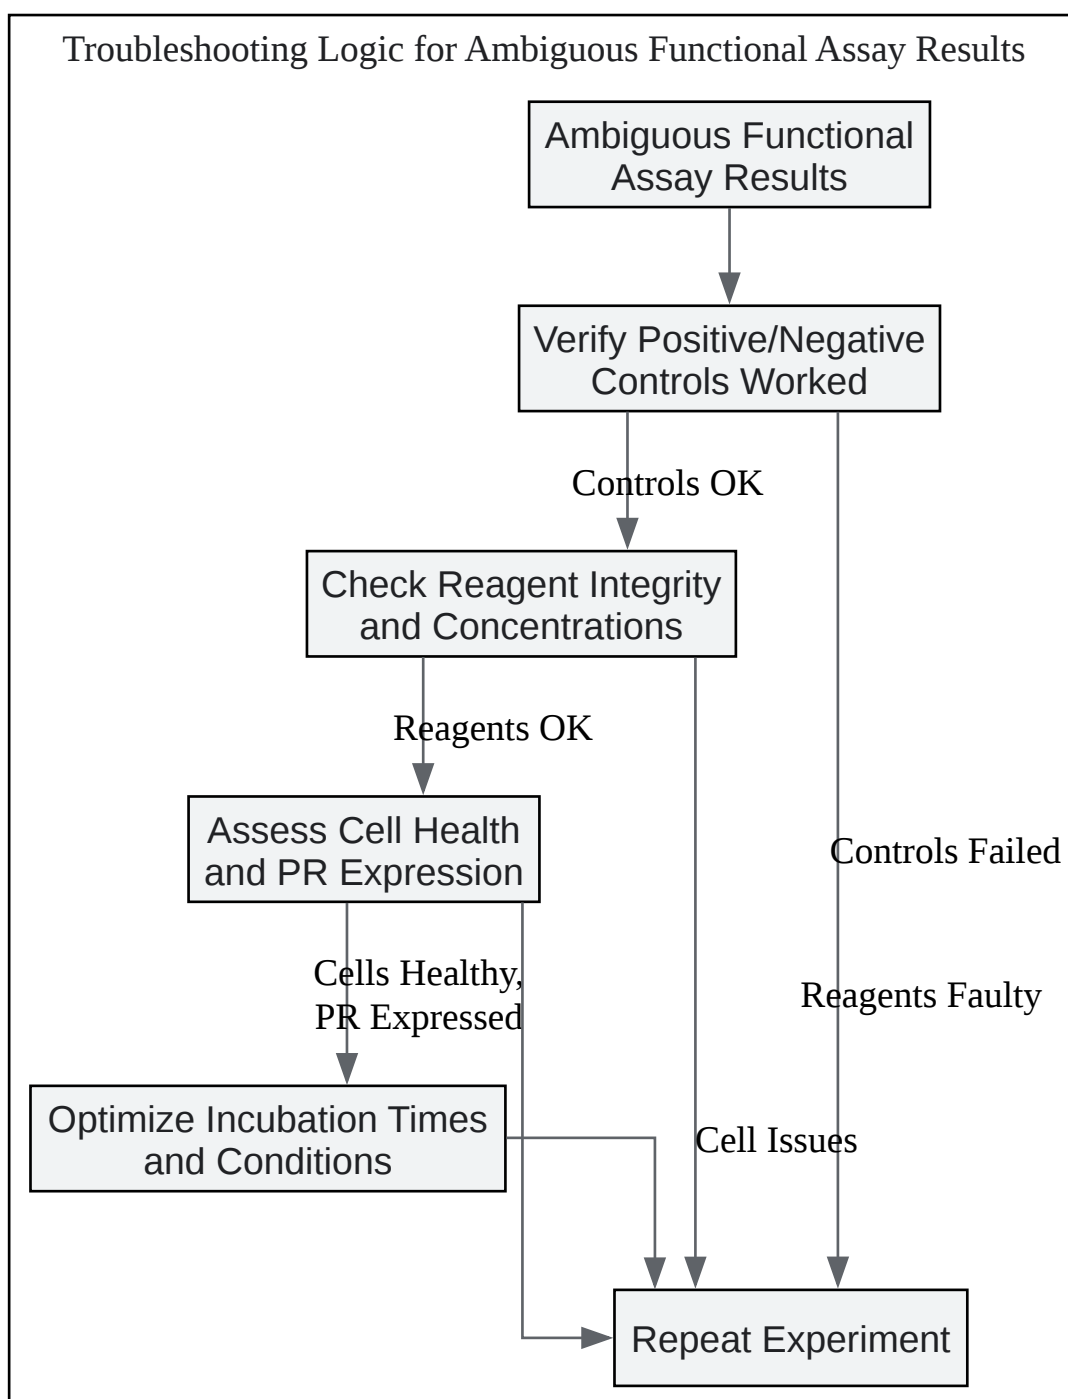 Troubleshooting Logic for Ambiguous Functional Assay Results
Ambiguous Functional
Assay Results
Verify Positive/Negative
Controls Worked
Controls OK
Check Reagent Integrity
and Concentrations
Reagents OK
Assess Cell Health
and PR Expression
Controls Failed
Cells Healthy,
PR Expressed
Reagents Faulty
Optimize Incubation Times
and Conditions
Cell Issues
Repeat Experiment